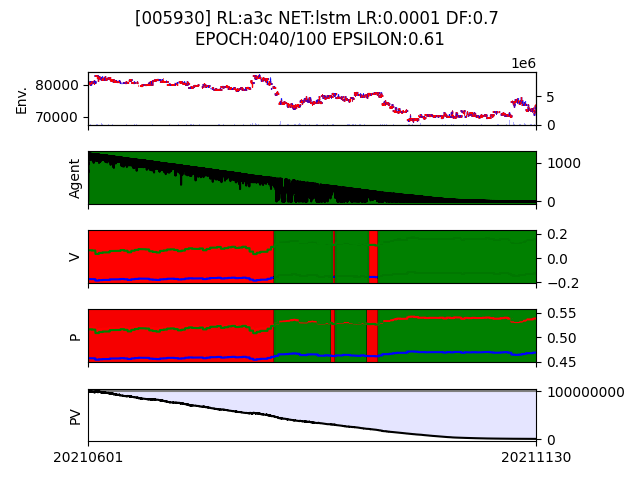 [005930] RL:a3c NET:lstm LR:0.0001 DF:0.7
EPOCH:040/100 EPSILON:0.61
1e6
Env.
80000
70000
5
0
Agent
1000
0
V
0.2
0.0
−0.2
P
0.55
0.50
0.45
PV
100000000
0
20210601
20211130